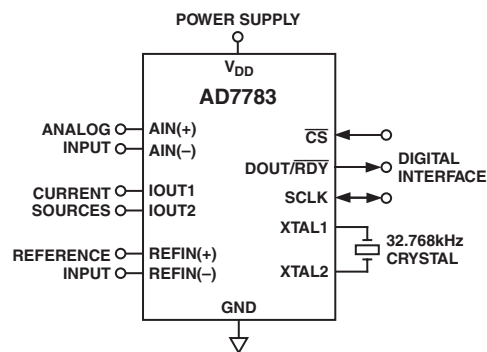 POWER SUPPLY
V_DD
AD7783
ANALOG INPUT
AIN(+)
AIN(–)
CURRENT SOURCES
IOUT1
IOUT2
REFERENCE INPUT
REFIN(+)
REFIN(–)
CS
DOUT/RDY
SCLK
DIGITAL
INTERFACE
XTAL1
XTAL2
32.768kHz
CRYSTAL
GND